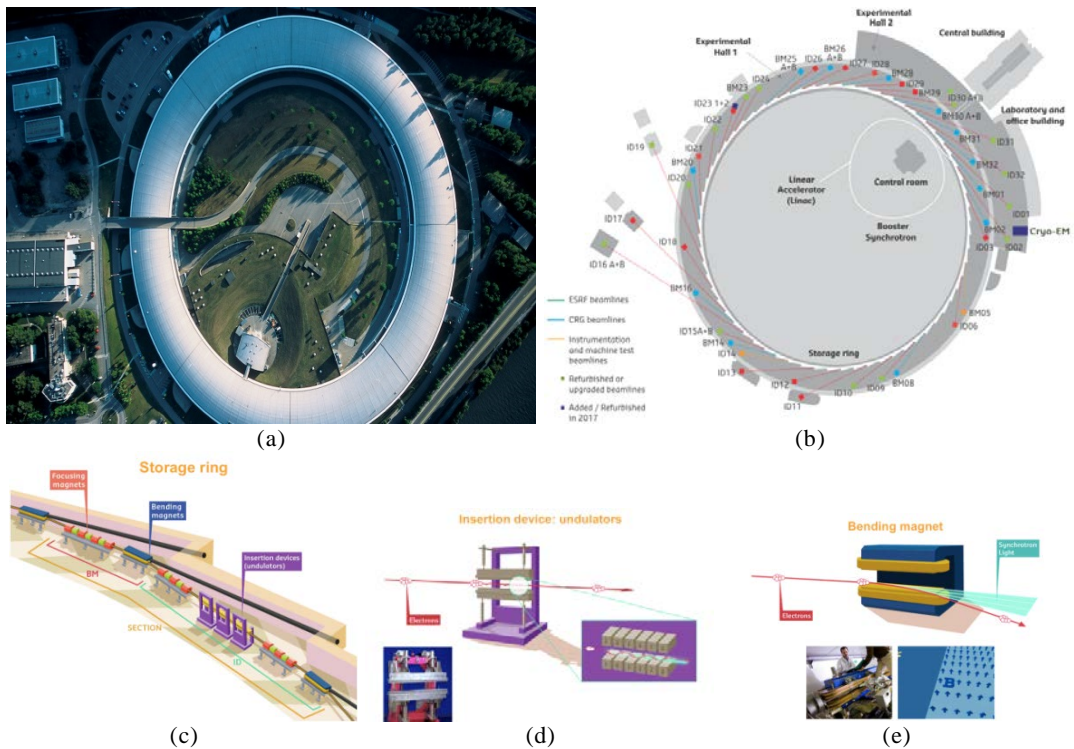 Experimental
Hall 2
Central building
Experimental
Hall 1
BM25
A+B
ID26
BM26
A+B
ID27
ID28
BM28
ID29
BM29
ID24
BM23
ID23 1+2
ID22
ID30 A+B
BM30 A+B
Laboratory and
office building
ID19
ID21
BM20
ID20
BM31
ID31
BM32
ID32
BM01
ID01
Linear
Accelerator
(Linac)
Control room
Booster
Synchrotron
BM02
Cryo-EM
ID03
ID02
ID17
ID18
ID16 A+B
BM16
ESRF beamlines
CRG beamlines
Instrumentation
and machine test
beamlines
Refurbished or
upgraded beamlines
Added / Refurbished
in 2017
ID15A+B
BM14
ID14
ID13
ID12
ID11
Storage ring
ID10
ID09
BM08
BM05
ID06
(a)
(b)
Storage ring
Focusing
magnets
Bending
magnets
Insertion devices
(undulators)
BM
SECTION
ID
(c)
Insertion device: undulators
Electrons
(d)
Bending magnet
Synchrotron
Light
Electrons
B
(e)